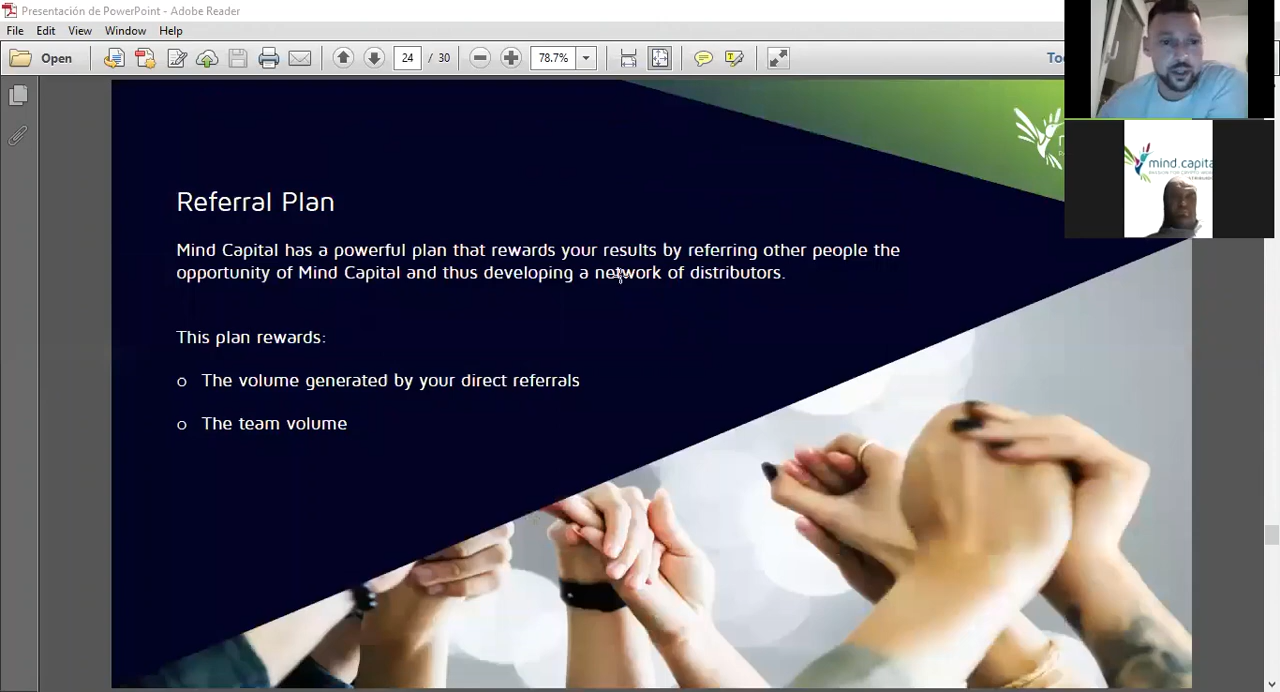 Presentación de PowerPoint - Adobe Reader
File Edit View Window Help
Open 24 / 30 78.7%
mind.capital
Referral Plan
Mind Capital has a powerful plan that rewards your results by referring other people the
opportunity of Mind Capital and thus developing a network of distributors.
This plan rewards:
o The volume generated by your direct referrals
o The team volume